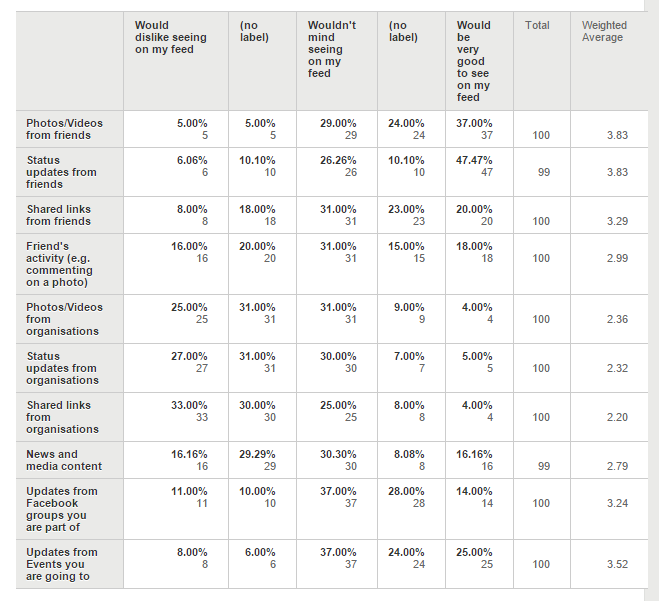 Would dislike seeing on my feed (no label) Wouldn't mind seeing on my feed (no label) Would be very good to see on my feed Total Weighted Average
Photos/Videos from friends 5.00% 5 5.00% 5 29.00% 29 24.00% 24 37.00% 37 100 3.83
Status updates from friends 6.06% 6 10.10% 10 26.26% 26 10.10% 10 47.47% 47 99 3.83
Shared links from friends 8.00% 8 18.00% 18 31.00% 31 23.00% 23 20.00% 20 100 3.29
Friend's activity (e.g. commenting on a photo) 16.00% 16 20.00% 20 31.00% 31 15.00% 15 18.00% 18 100 2.99
Photos/Videos from organisations 25.00% 25 31.00% 31 31.00% 31 9.00% 9 4.00% 4 100 2.36
Status updates from organisations 27.00% 27 31.00% 31 30.00% 30 7.00% 7 5.00% 5 100 2.32
Shared links from organisations 33.00% 33 30.00% 30 25.00% 25 8.00% 8 4.00% 4 100 2.20
News and media content 16.16% 16 29.29% 29 30.30% 30 8.08% 8 16.16% 16 99 2.79
Updates from Facebook groups you are part of 11.00% 11 10.00% 10 37.00% 37 28.00% 28 14.00% 14 100 3.24
Updates from Events you are going to 8.00% 8 6.00% 6 37.00% 37 24.00% 24 25.00% 25 100 3.52